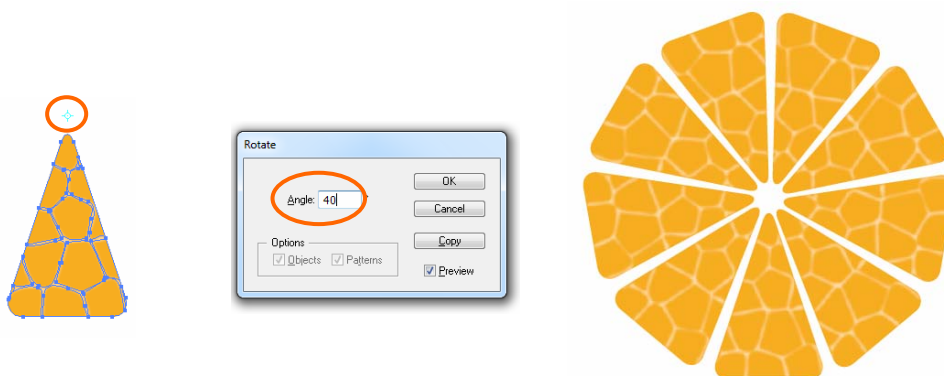 Rotate
Angle: 40
OK
Cancel
Copy
Options
Objects Patterns
Preview